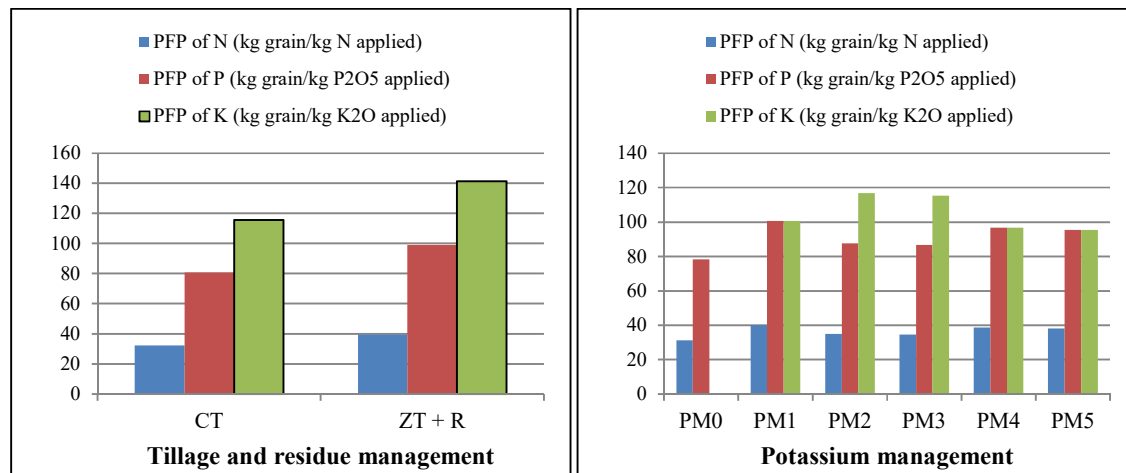 PFP of N (kg grain/kg N applied)
PFP of P (kg grain/kg P2O5 applied)
PFP of K (kg grain/kg K2O applied)
160
140
120
100
80
60
40
20
0
CT ZT + R
Tillage and residue management
PFP of N (kg grain/kg N applied)
PFP of P (kg grain/kg P2O5 applied)
PFP of K (kg grain/kg K2O applied)
140
120
100
80
60
40
20
0
PM0 PM1 PM2 PM3 PM4 PM5
Potassium management